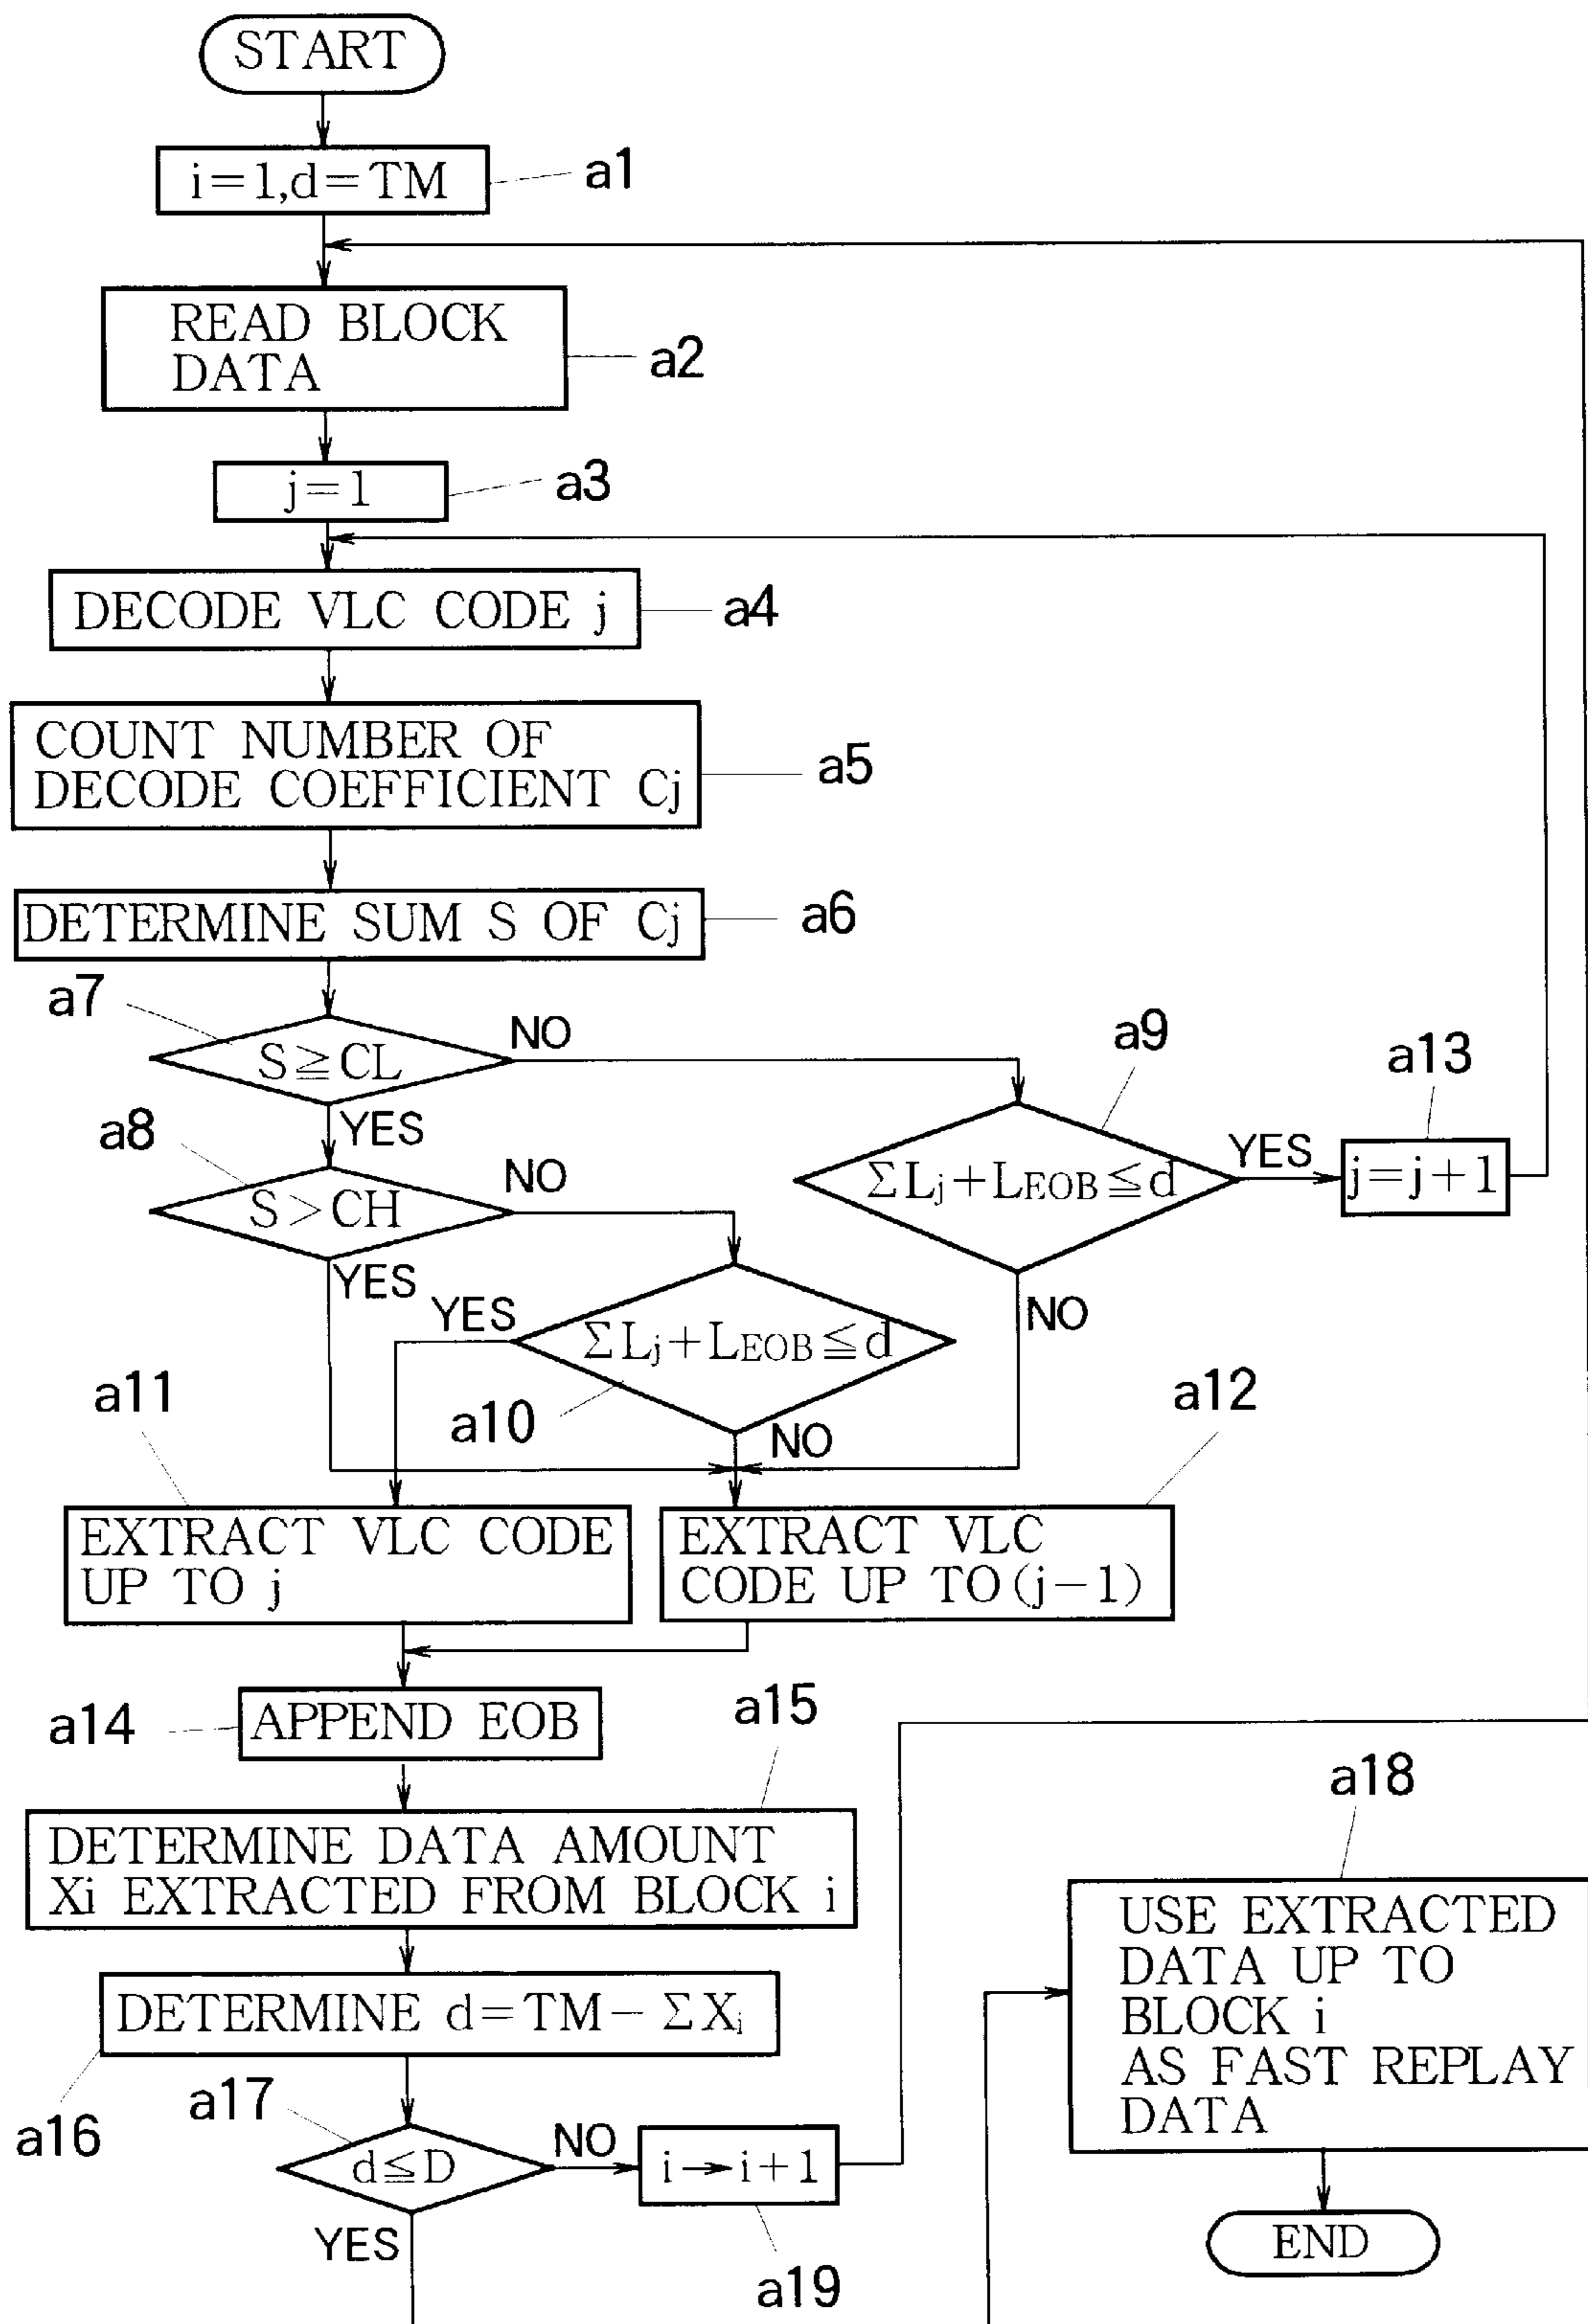 START
i=1,d=TM
a1
READ BLOCK
DATA
a2
j=1
a3
DECODE VLC CODE j
a4
COUNT NUMBER OF
DECODE COEFFICIENT Cj
a5
DETERMINE SUM S OF Cj
a6
a7
S≧CL
NO
YES
a9
ΣLj+LEOB≦d
YES
NO
a13
j=j+1
a8
S>CH
NO
YES
YES
ΣLj+LEOB≦d
a10
NO
a11
EXTRACT VLC CODE
UP TO j
a12
EXTRACT VLC
CODE UP TO(j−1)
a14
APPEND EOB
a15
DETERMINE DATA AMOUNT
Xi EXTRACTED FROM BLOCK i
DETERMINE d=TM−ΣXi
a16
a17
d≦D
NO
YES
i→i+1
a19
a18
USE EXTRACTED
DATA UP TO
BLOCK i
AS FAST REPLAY
DATA
END